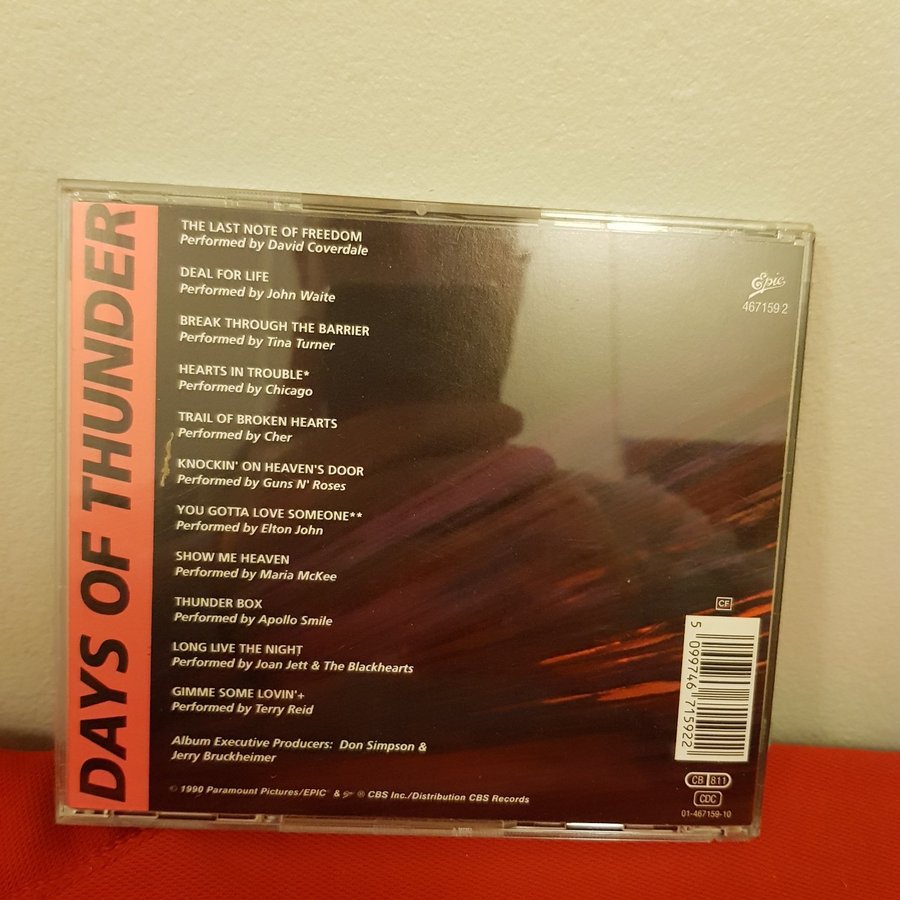 DAYS OF THUNDER
THE LAST NOTE OF FREEDOM
Performed by David Coverdale
DEAL FOR LIFE
Performed by John Waite
BREAK THROUGH THE BARRIER
Performed by Tina Turner
HEARTS IN TROUBLE*
Performed by Chicago
TRAIL OF BROKEN HEARTS
Performed by Cher
KNOCKIN' ON HEAVEN'S DOOR
Performed by Guns N' Roses
YOU GOTTA LOVE SOMEONE**
Performed by Elton John
SHOW ME HEAVEN
Performed by Maria McKee
THUNDER BOX
Performed by Apollo Smile
LONG LIVE THE NIGHT
Performed by Joan Jett & The Blackhearts
GIMME SOME LOVIN'+
Performed by Terry Reid
Album Executive Producers: Don Simpson &
Jerry Bruckheimer
© 1990 Paramount Pictures/EPIC & ℗ CBS Inc./Distribution CBS Records
Epic
467159 2
CF
5 099746 715922
CB 811
CDC
01-467159-10